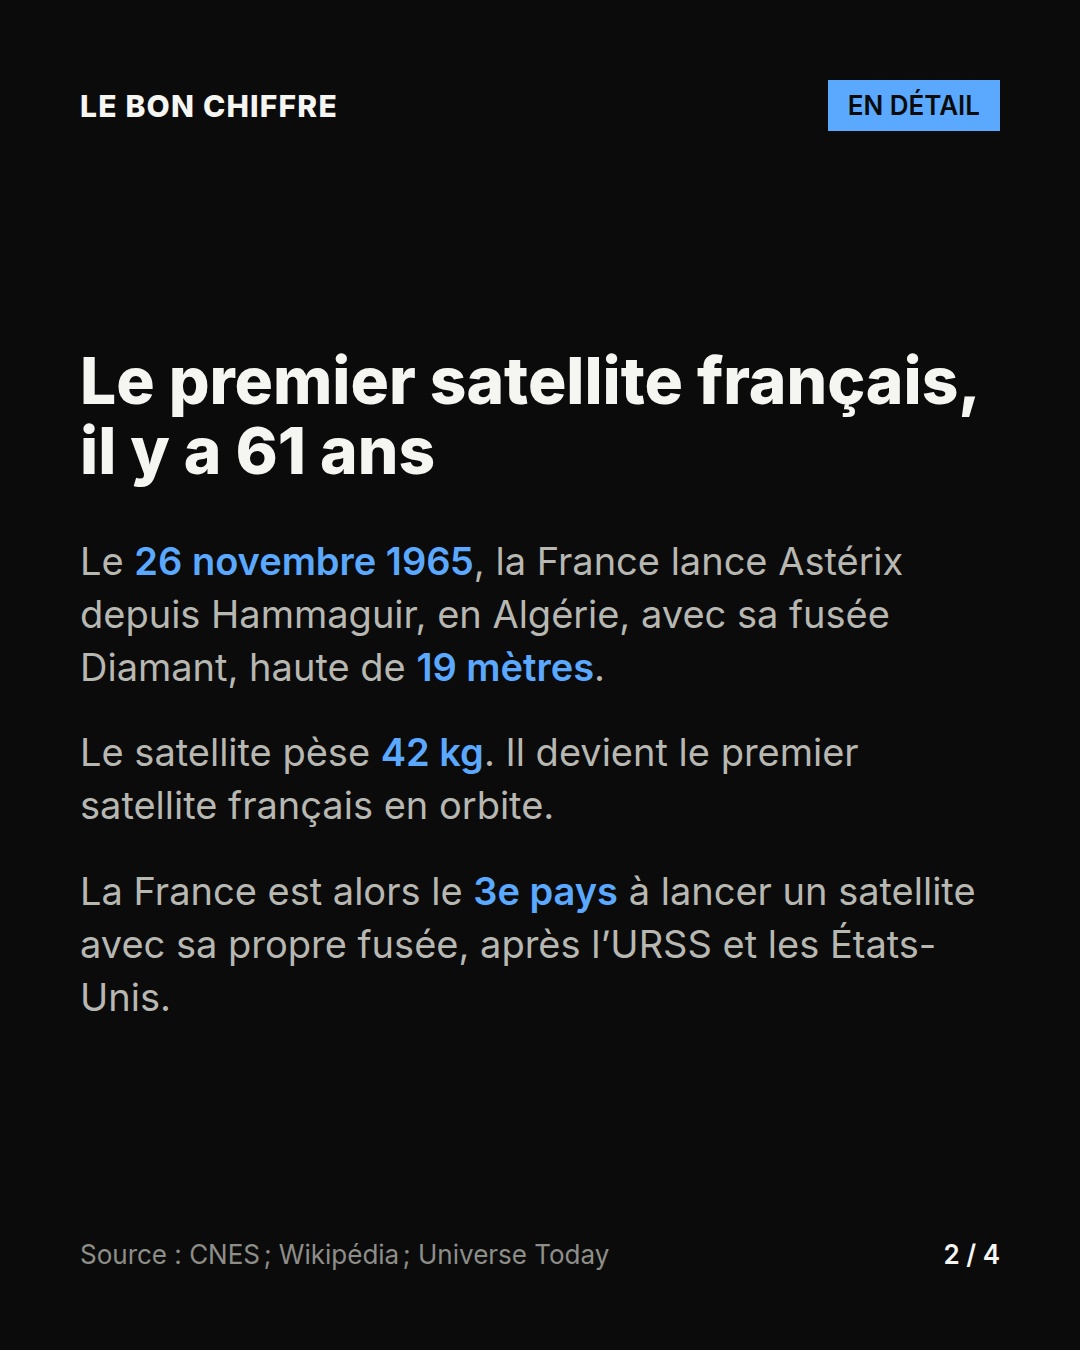 LE BON CHIFFRE
EN DÉTAIL
Le premier satellite français,
il y a 61 ans
Le 26 novembre 1965, la France lance Astérix
depuis Hammaguir, en Algérie, avec sa fusée
Diamant, haute de 19 mètres.
Le satellite pèse 42 kg. Il devient le premier
satellite français en orbite.
La France est alors le 3e pays à lancer un satellite
avec sa propre fusée, après l’URSS et les États-
Unis.
Source : CNES ; Wikipédia ; Universe Today
2 / 4